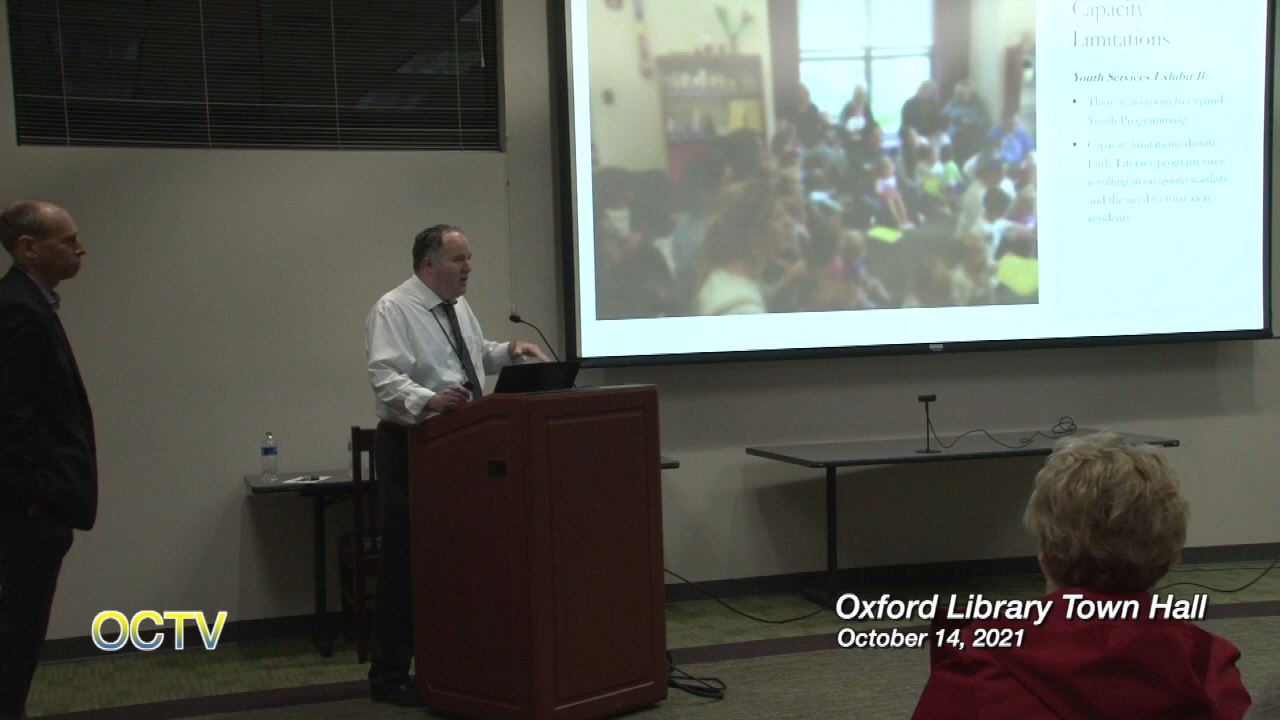 Capacity
Limitations
Youth Services Exhibit B:
There is no room to expand
Youth Programming
Capacity limitations dictate
Early Literacy program sizes,
resulting in on-going waitlists,
and the need to turn away
residents
OCTV
Oxford Library Town Hall
October 14, 2021